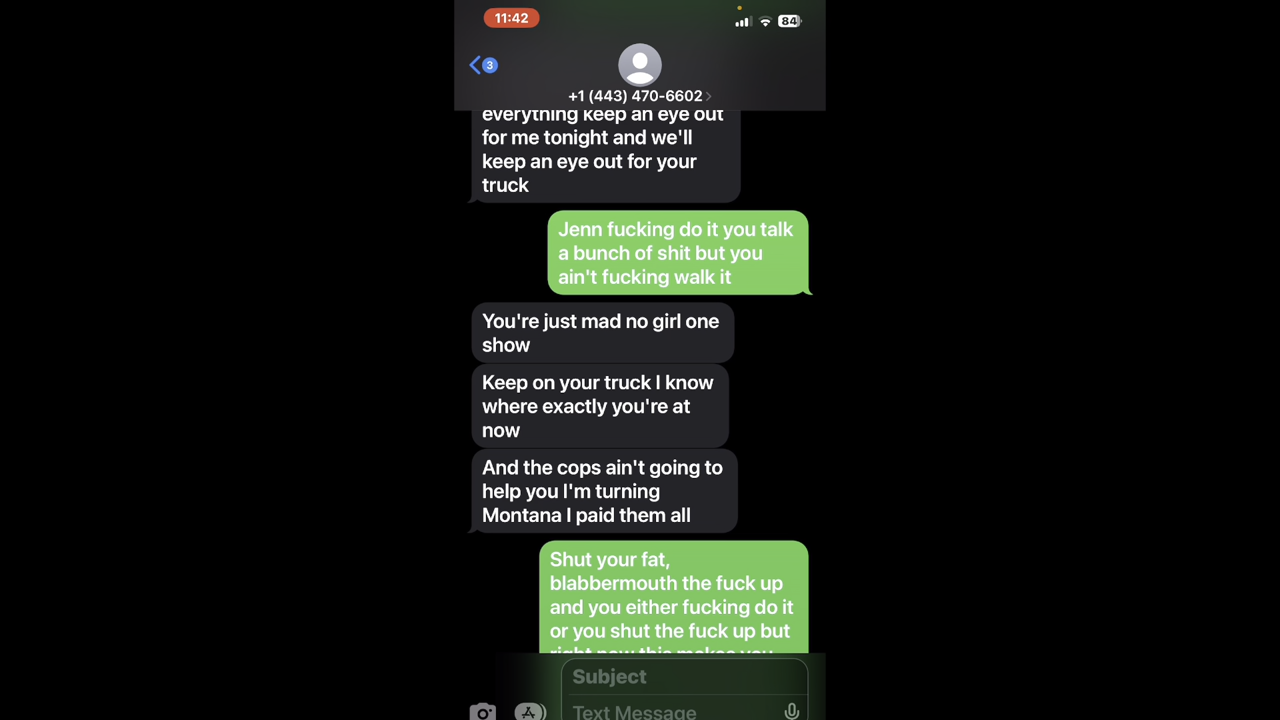 11:42
84
3
+1 (443) 470-6602
everything keep an eye out
for me tonight and we'll
keep an eye out for your
truck
Jenn fucking do it you talk
a bunch of shit but you
ain't fucking walk it
You're just mad no girl one
show
Keep on your truck I know
where exactly you're at
now
And the cops ain't going to
help you I'm turning
Montana I paid them all
Shut your fat,
blabbermouth the fuck up
and you either fucking do it
or you shut the fuck up but
right now this makes you
Subject
Text Message